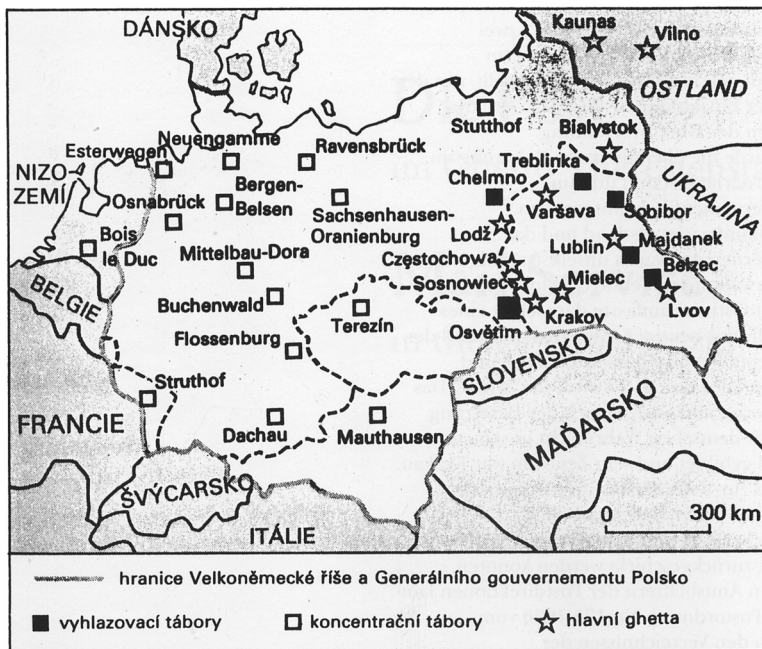 DÁNSKO
Kaunas
Vilno
OSTLAND
Stutthof
Bialystok
Neuengamme
Ravensbrück
Esterwegen
Treblinka
NIZO-
ZEMÍ
Chelmno
UKRAJINA
Bergen-
Belsen
Osnabrück
Sachsenhausen-
Oranienburg
Varšava
Sobibor
Bois
le Duc
Lodž
Lublin
Majdanek
Mittelbau-Dora
Częstochowa
Belzec
BELGIE
Sosnowiec
Mielec
Buchenwald
Terezín
Krakov
Lvov
Osvětim
Flossenburg
SLOVENSKO
Struthof
FRANCIE
MAĎARSKO
Dachau
Mauthausen
ŠVÝCARSKO
ITÁLIE
0 300 km
hranice Velkoněmecké říše a Generálního gouvernementu Polsko
vyhlazovací tábory
koncentrační tábory
hlavní ghetta